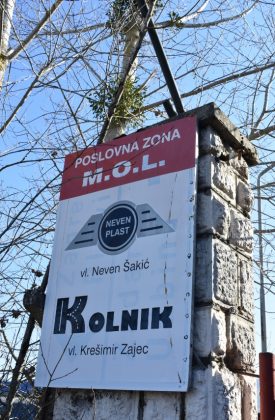 POSLOVNA ZONA
M.O.L.
NEVEN
PLAST
vl. Neven Šakić
KOLNIK
vl. Krešimir Zajec